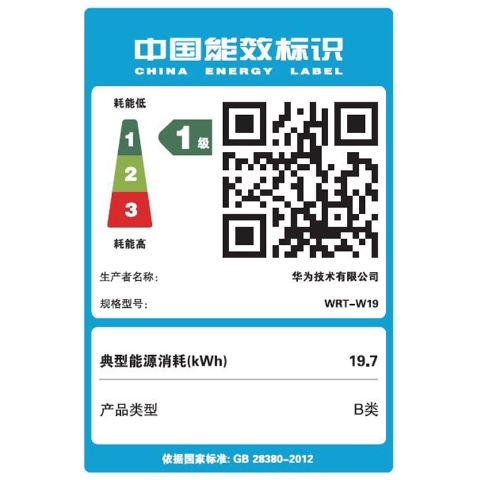 中国能效标识
CHINA ENERGY LABEL
耗能低
1
2
3
耗能高
1级
生产者名称: 华为技术有限公司
规格型号: WRT-W19
典型能源消耗(kWh) 19.7
产品类型 B类
依据国家标准: GB 28380-2012